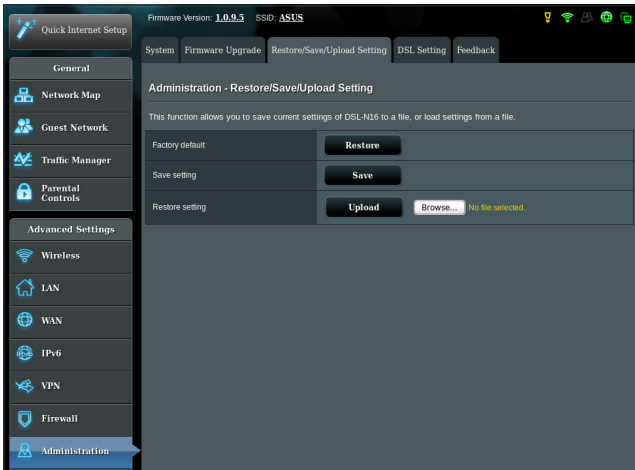 Firmware Version: 1.0.9.5 SSID: ASUS
Quick Internet Setup
System Firmware Upgrade Restore/Save/Upload Setting DSL Setting Feedback
General
Network Map
Guest Network
Traffic Manager
Parental
Controls
Advanced Settings
Wireless
LAN
WAN
IPv6
IPv6
VPN
Firewall
Administration
Administration - Restore/Save/Upload Setting
This function allows you to save current settings of DSL-N16 to a file, or load settings from a file.
Factory default Restore
Save setting Save
Restore setting Upload Browse... No file selected.